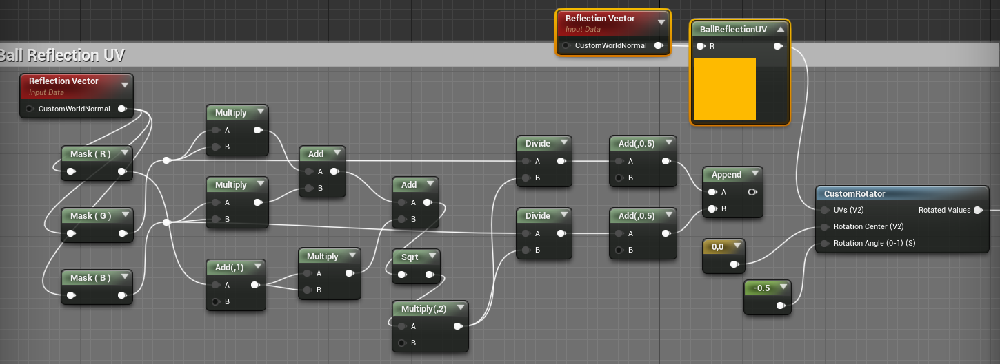 Reflection Vector
Input Data
CustomWorldNormal
BallReflectionUV
R
Ball Reflection UV
Reflection Vector
Input Data
CustomWorldNormal
Mask ( R )
Mask ( G )
Mask ( B )
Multiply
A
B
Multiply
A
B
Add(,1)
A
B
Add
A
B
Multiply
A
B
Add
A
B
Sqrt
Multiply(,2)
A
B
Divide
A
B
Divide
A
B
Add(,0.5)
A
B
Add(,0.5)
A
B
Append
A
B
0,0
-0.5
CustomRotator
UVs (V2) Rotated Values
Rotation Center (V2)
Rotation Angle (0-1) (S)